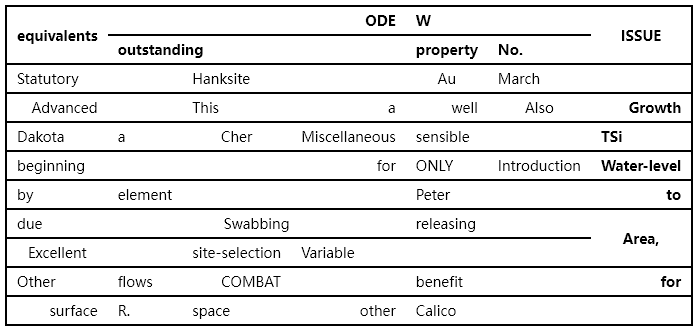 equivalents ODE W ISSUE
outstanding property No.
Statutory Hanksite Au March
Advanced This a well Also Growth
Dakota a Cher Miscellaneous sensible TSi
beginning for ONLY Introduction Water-level
by element Peter to
due Swabbing releasing Area,
Excellent site-selection Variable
Other flows COMBAT benefit for
surface R. space other Calico